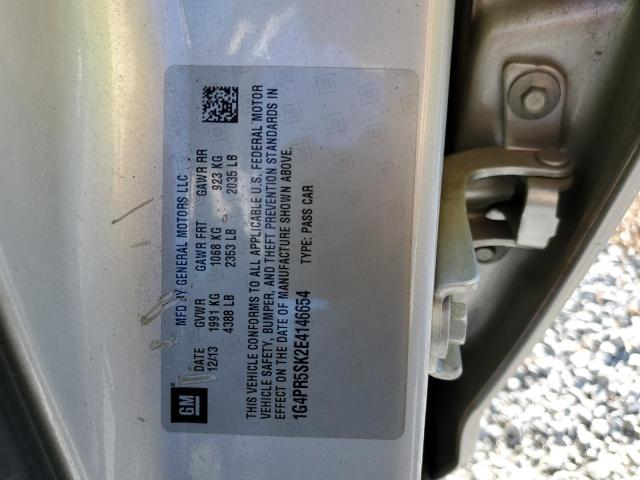 GM
MFD BY GENERAL MOTORS LLC
DATE GVWR GAWR FRT GAWR RR
12/13 1991 KG 1068 KG 923 KG
4388 LB 2353 LB 2035 LB
THIS VEHICLE CONFORMS TO ALL APPLICABLE U.S. FEDERAL MOTOR
VEHICLE SAFETY, BUMPER, AND THEFT PREVENTION STANDARDS IN
EFFECT ON THE DATE OF MANUFACTURE SHOWN ABOVE.
1G4PR5SK2E4146654 TYPE: PASS CAR